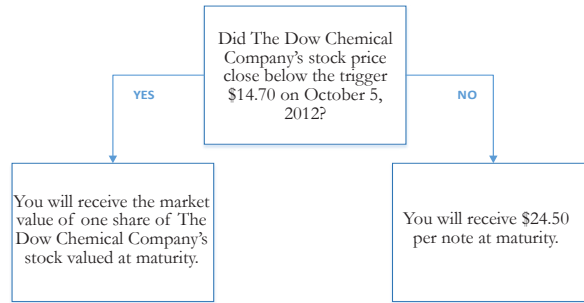 Did The Dow Chemical
Company's stock price
close below the trigger
$14.70 on October 5,
2012?
YES
NO
You will receive the market
value of one share of The
Dow Chemical Company's
stock valued at maturity.
You will receive $24.50
per note at maturity.